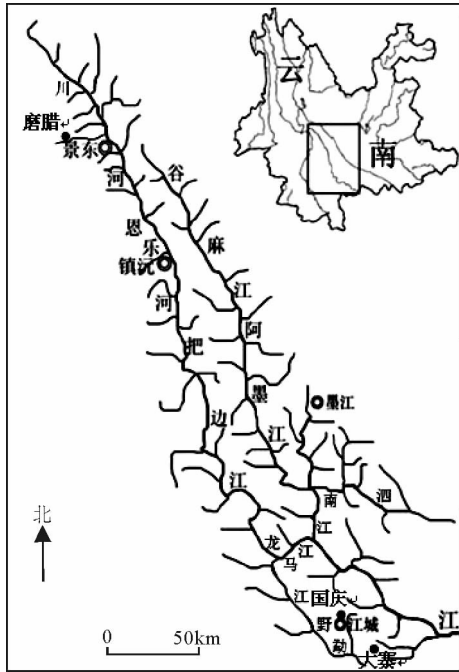 云
南
川
磨腊
景东
河
谷
恩
麻
乐
镇沅
江
河
阿
把
墨
墨江
边
江
江
南
泗
江
龙
江
马
北
江
国庆
江
野
江城
勐
大寨
0 50km